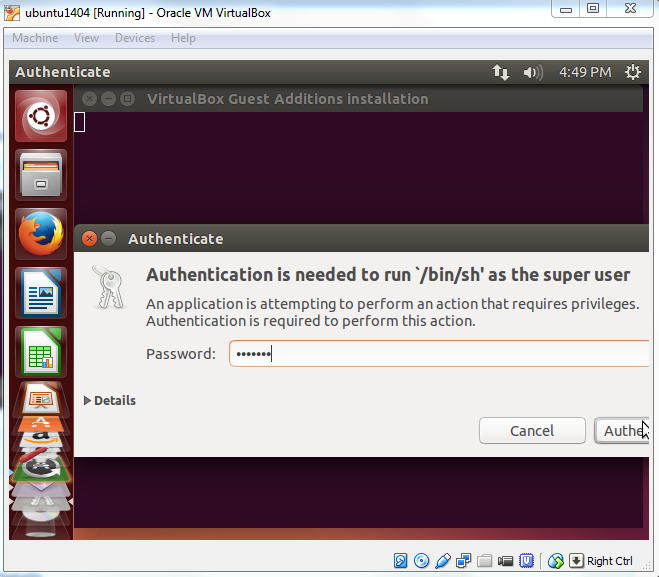 ubuntu1404 [Running] - Oracle VM VirtualBox
Machine View Devices Help
Authenticate 4:49 PM
VirtualBox Guest Additions installation
Authenticate
Authentication is needed to run `/bin/sh' as the super user
An application is attempting to perform an action that requires privileges.
Authentication is required to perform this action.
Password: •••••••
Details
Cancel Authe
Right Ctrl